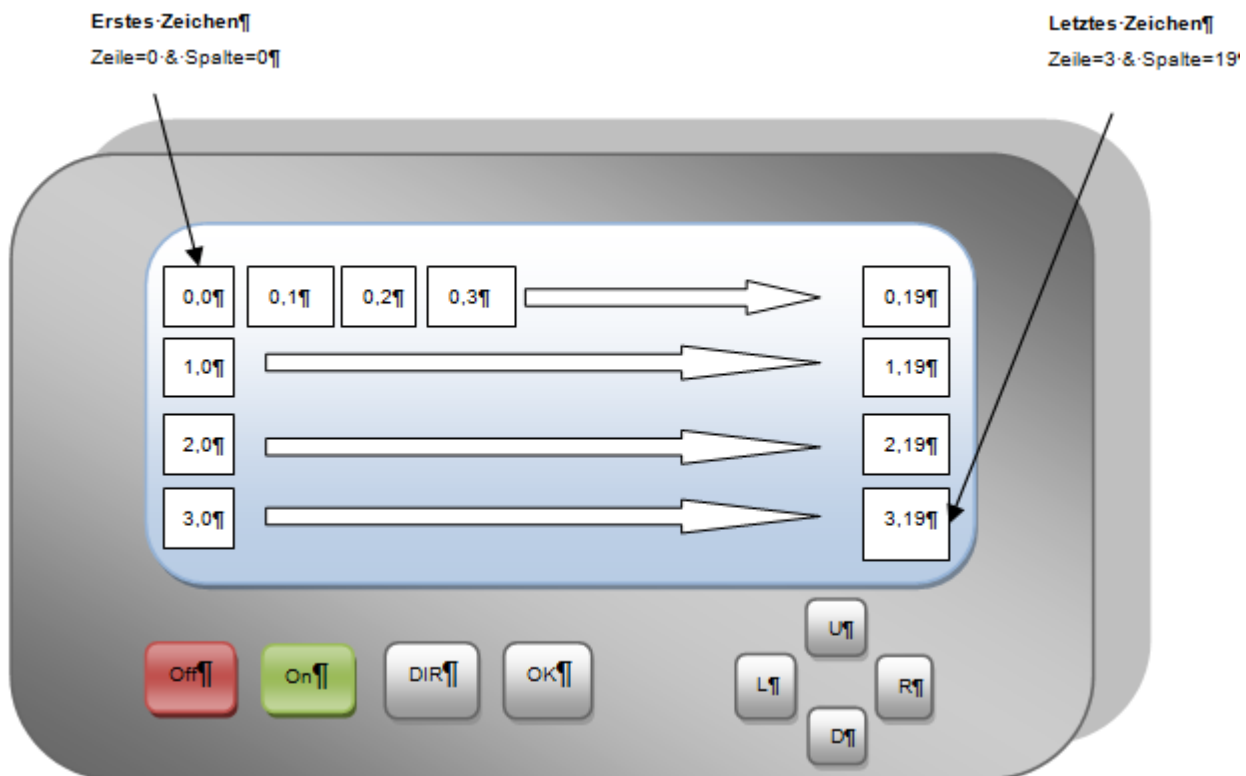 Erstes·Zeichen¶
Zeile=0·&·Spalte=0¶
Letztes·Zeichen¶
Zeile=3·&·Spalte=19¶
0,0¶ 0,1¶ 0,2¶ 0,3¶ 0,19¶
1,0¶ 1,19¶
2,0¶ 2,19¶
3,0¶ 3,19¶
Off¶ On¶ DIR¶ OK¶
U¶
L¶ R¶
D¶